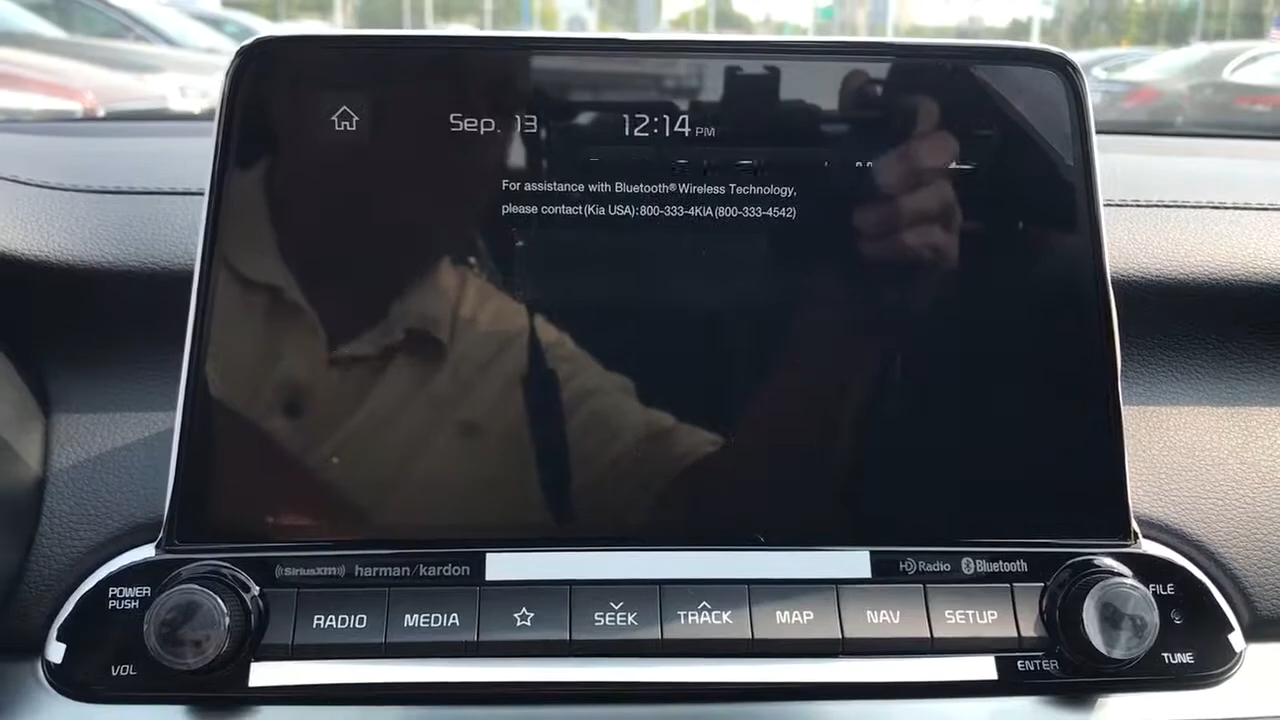 Sep. 13
12:14 PM
For assistance with Bluetooth® Wireless Technology,
please contact (Kia USA): 800-333-4KIA (800-333-4542)
((SiriusXM))
harman/kardon
HD Radio
Bluetooth
POWER
PUSH
VOL
RADIO
MEDIA
SEEK
TRACK
MAP
NAV
SETUP
FILE
TUNE
ENTER